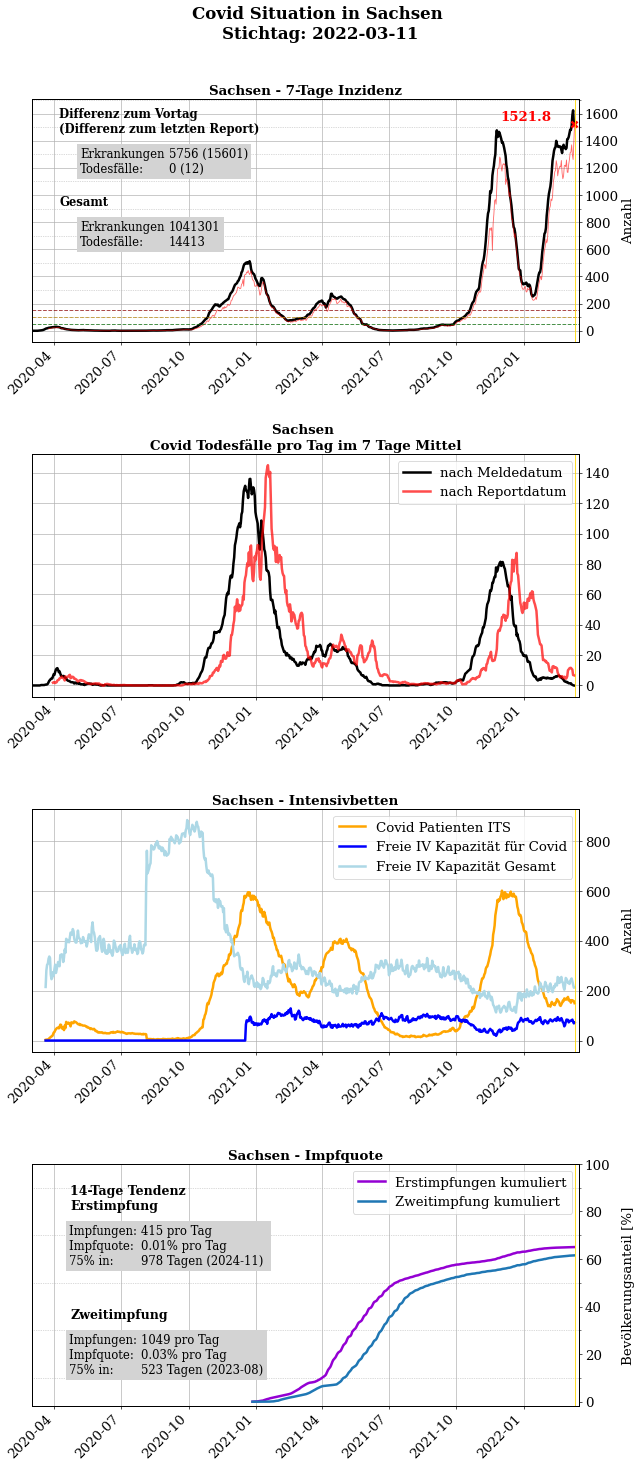 Covid Situation in Sachsen
Stichtag: 2022-03-11
Sachsen - 7-Tage Inzidenz
Differenz zum Vortag
(Differenz zum letzten Report)
Erkrankungen 5756 (15601)
Todesfälle: 0 (12)
Gesamt
Erkrankungen 1041301
Todesfälle: 14413
1521.8
1600
1400
1200
1000
800
600
400
200
0
Anzahl
2020-04 2020-07 2020-10 2021-01 2021-04 2021-07 2021-10 2022-01
Sachsen
Covid Todesfälle pro Tag im 7 Tage Mittel
nach Meldedatum
nach Reportdatum
140
120
100
80
60
40
20
0
2020-04 2020-07 2020-10 2021-01 2021-04 2021-07 2021-10 2022-01
Sachsen - Intensivbetten
Covid Patienten ITS
Freie IV Kapazität für Covid
Freie IV Kapazität Gesamt
800
600
400
200
0
Anzahl
2020-04 2020-07 2020-10 2021-01 2021-04 2021-07 2021-10 2022-01
Sachsen - Impfquote
14-Tage Tendenz
Erstimpfung
Impfungen: 415 pro Tag
Impfquote: 0.01% pro Tag
75% in: 978 Tagen (2024-11)
Zweitimpfung
Impfungen: 1049 pro Tag
Impfquote: 0.03% pro Tag
75% in: 523 Tagen (2023-08)
Erstimpfungen kumuliert
Zweitimpfung kumuliert
100
80
60
40
20
0
Bevölkerungsanteil [%]
2020-04 2020-07 2020-10 2021-01 2021-04 2021-07 2021-10 2022-01